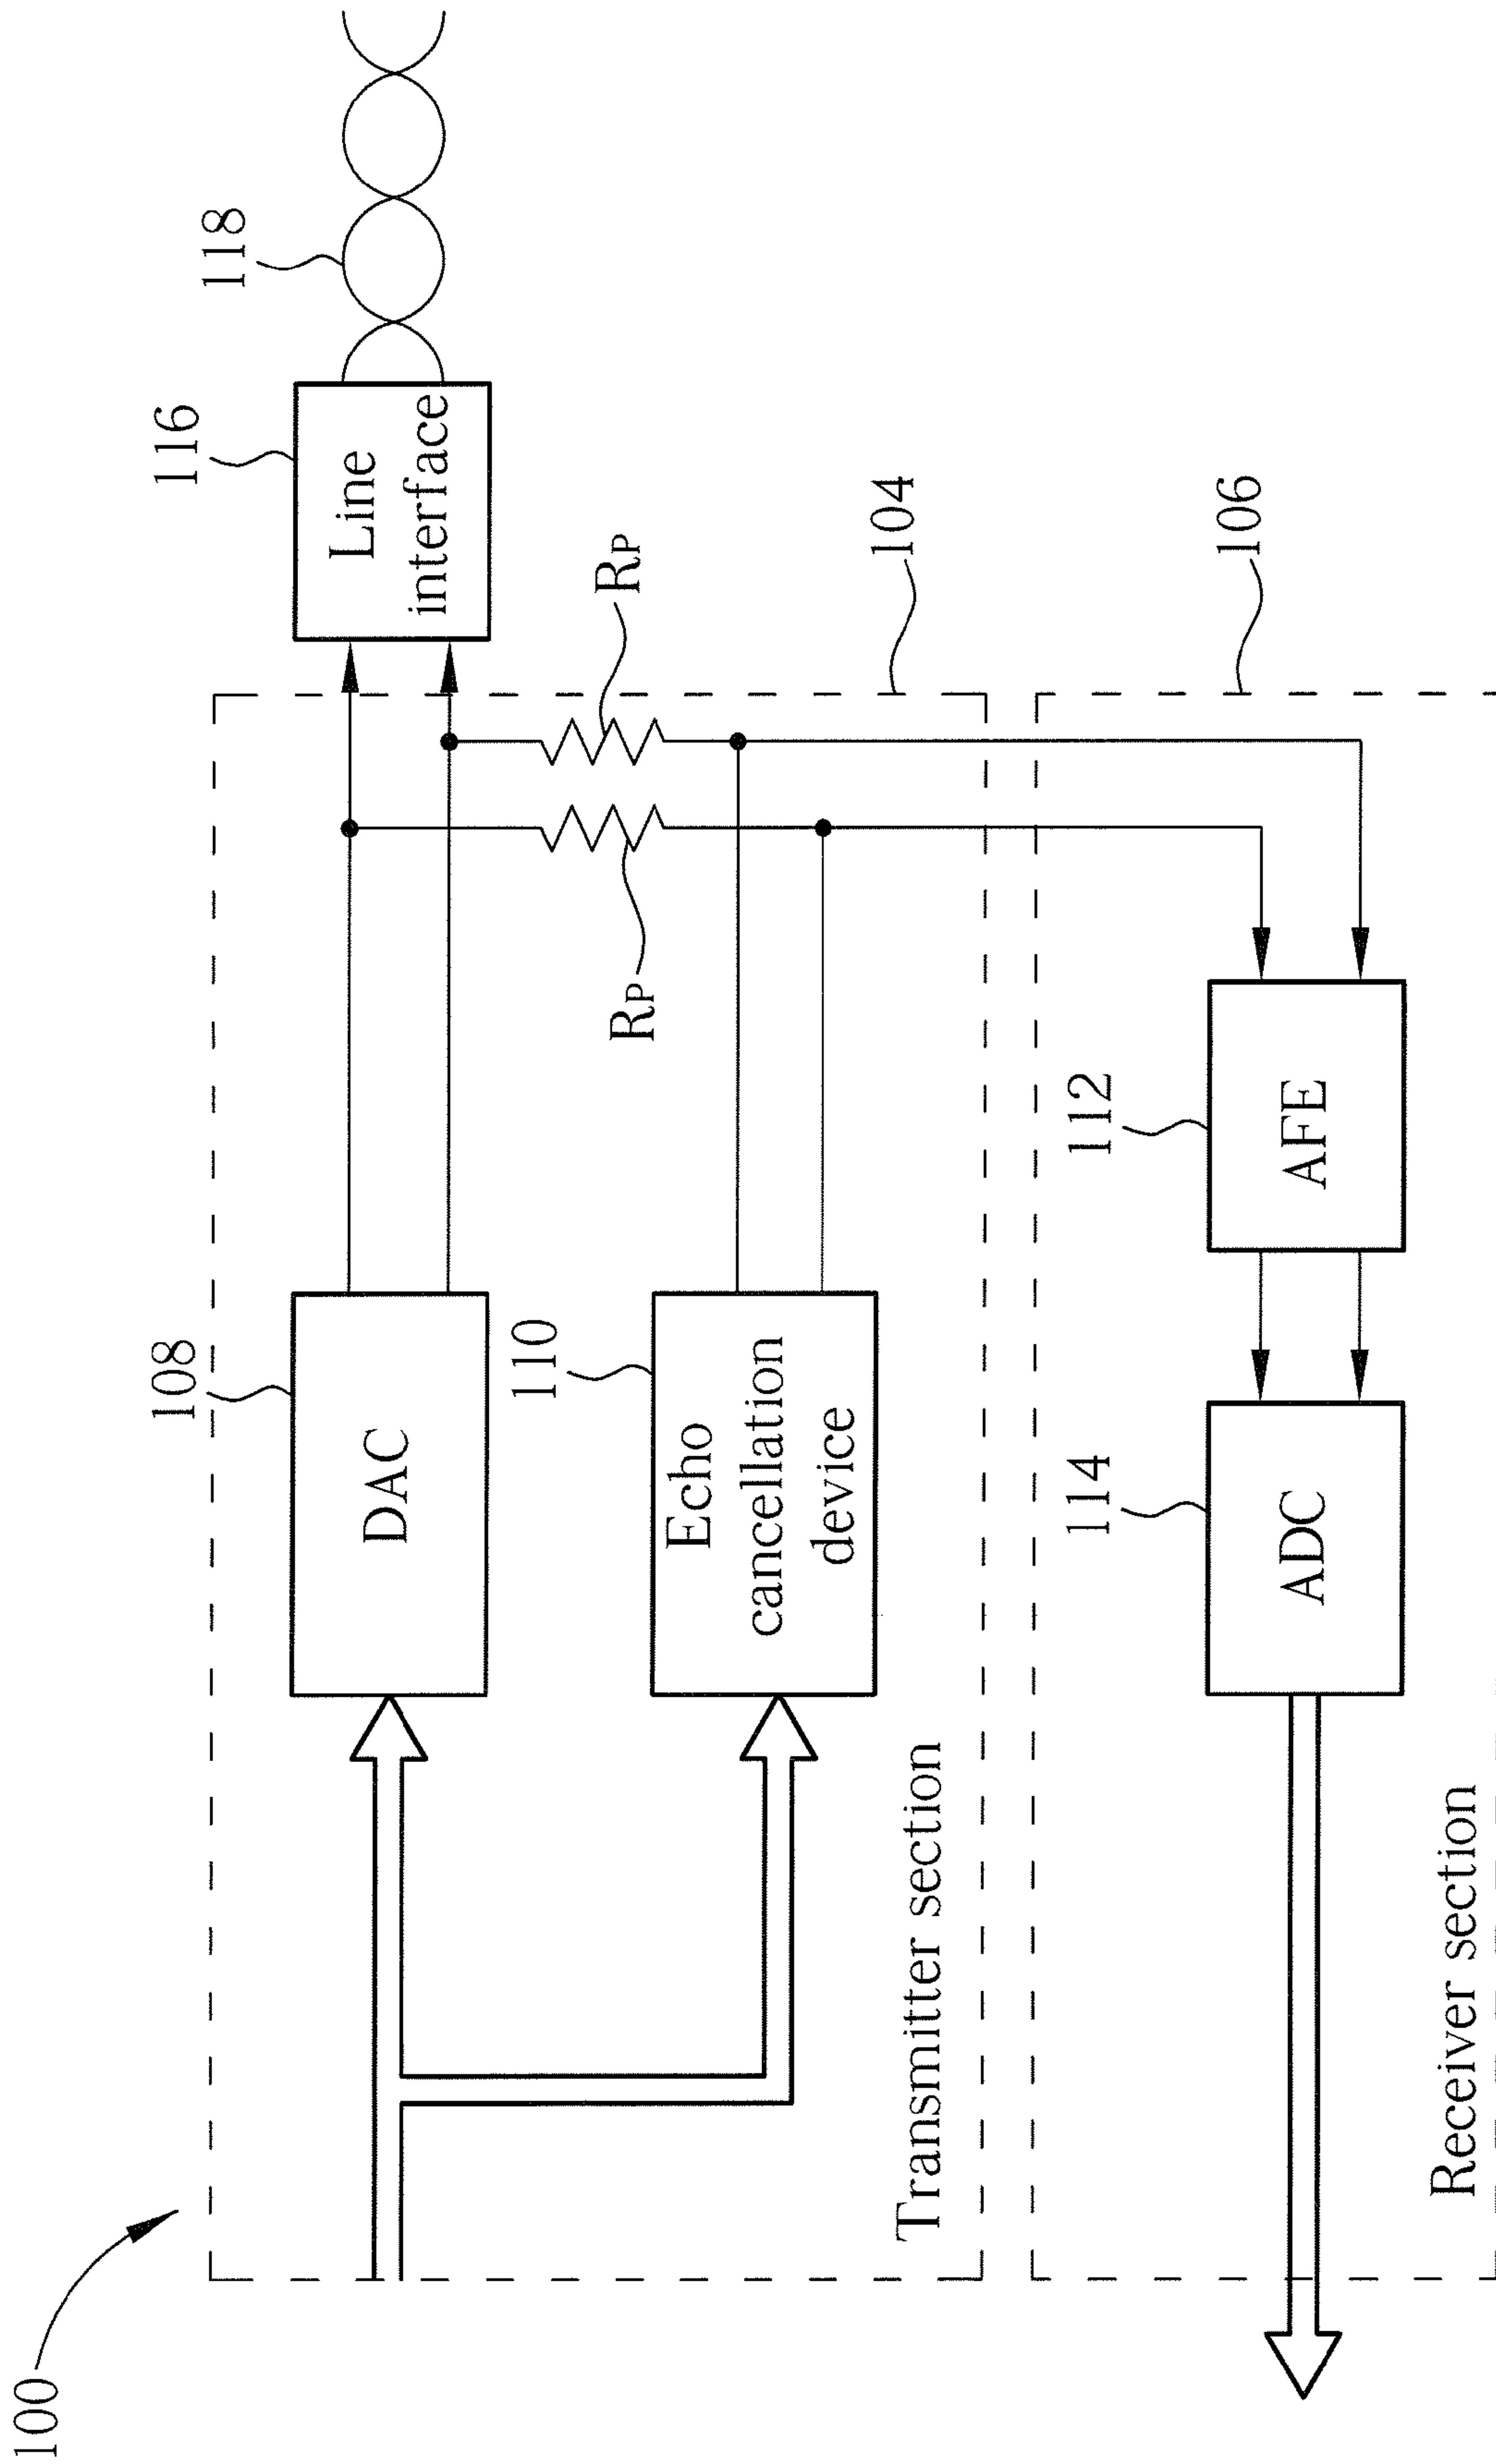 100
108
DAC
116
Line
interface
118
110
Echo
cancellation
device
RP
RP
104
Transmitter section
112
AFE
114
ADC
106
Receiver section